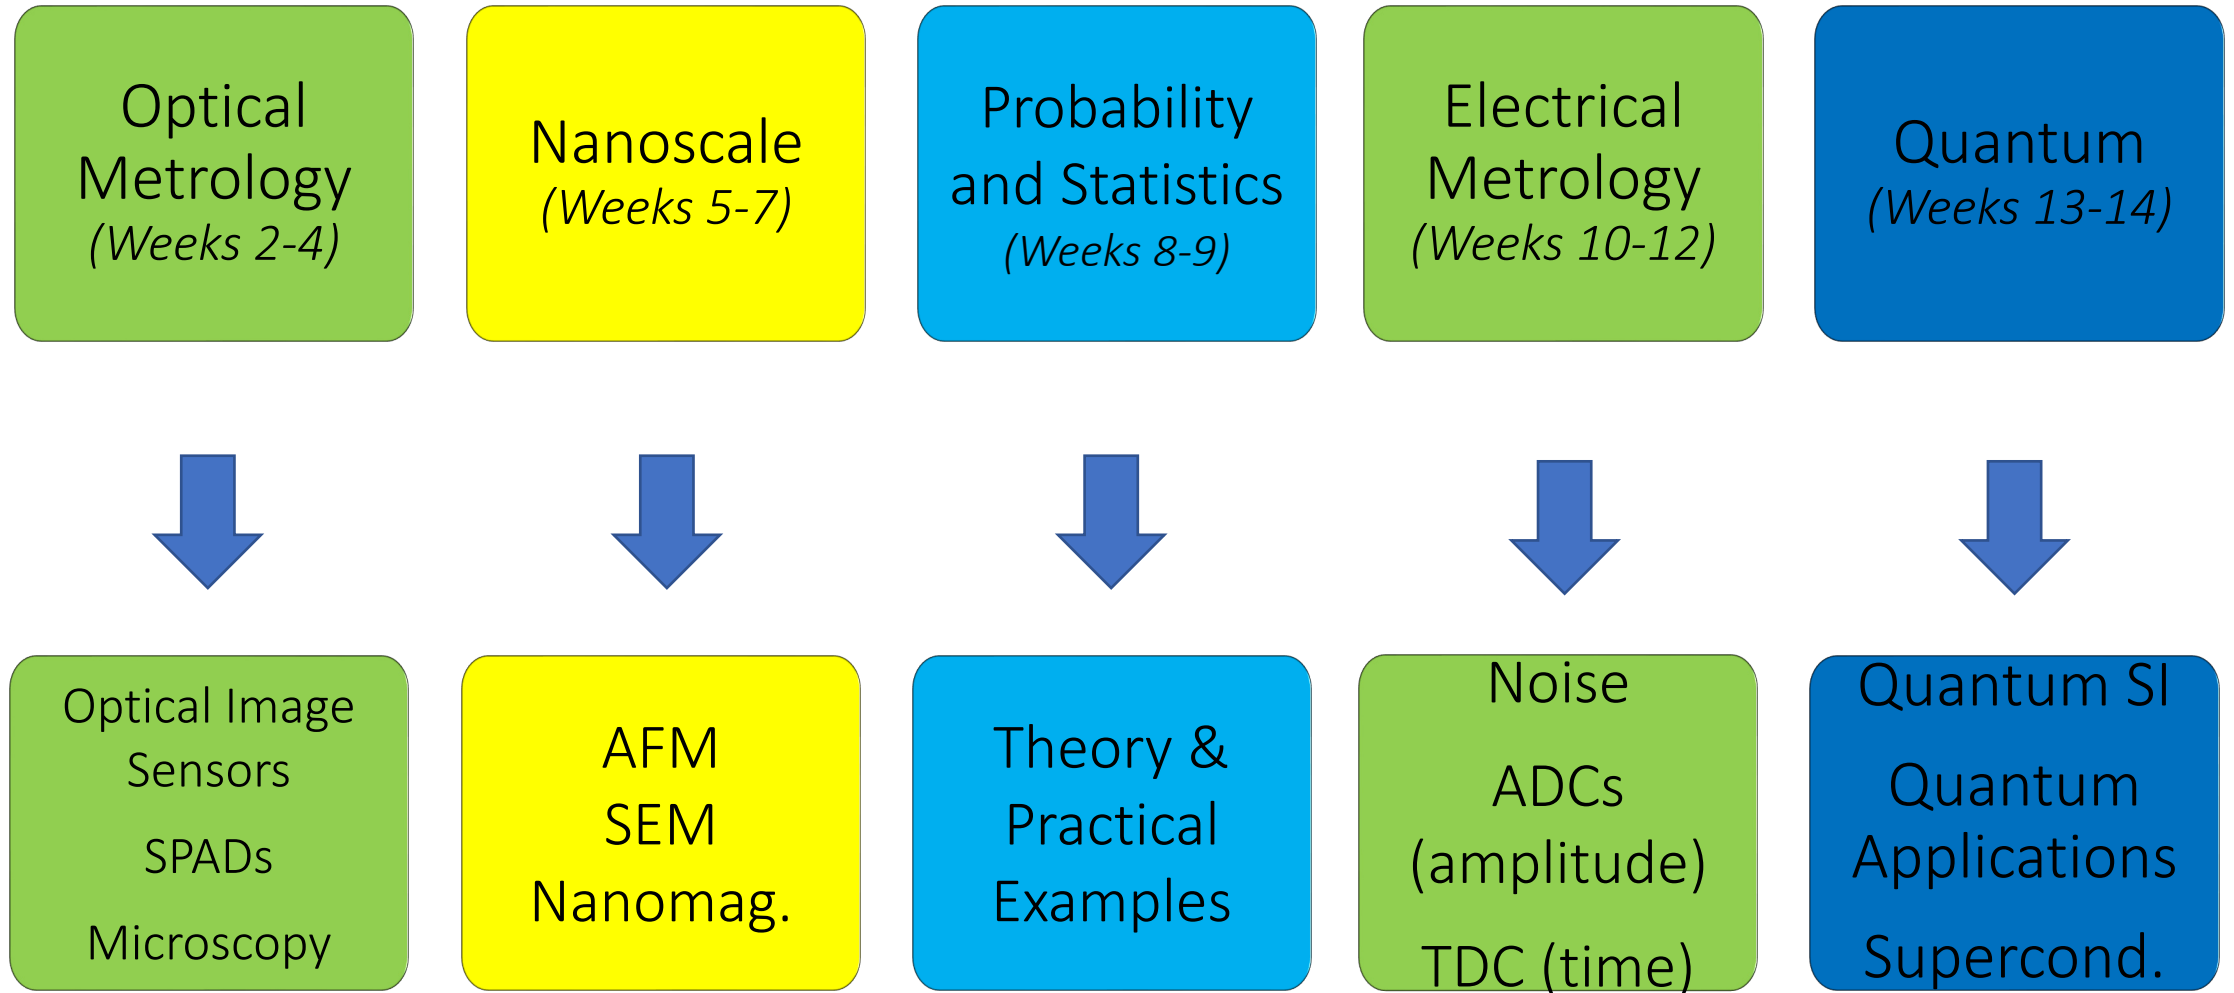 Optical
Metrology
(Weeks 2-4)
Nanoscale
(Weeks 5-7)
Probability
and Statistics
(Weeks 8-9)
Electrical
Metrology
(Weeks 10-12)
Quantum
(Weeks 13-14)
Optical Image
Sensors
SPADs
Microscopy
AFM
SEM
Nanomag.
Theory &
Practical
Examples
Noise
ADCs
(amplitude)
TDC (time)
Quantum SI
Quantum
Applications
Supercond.